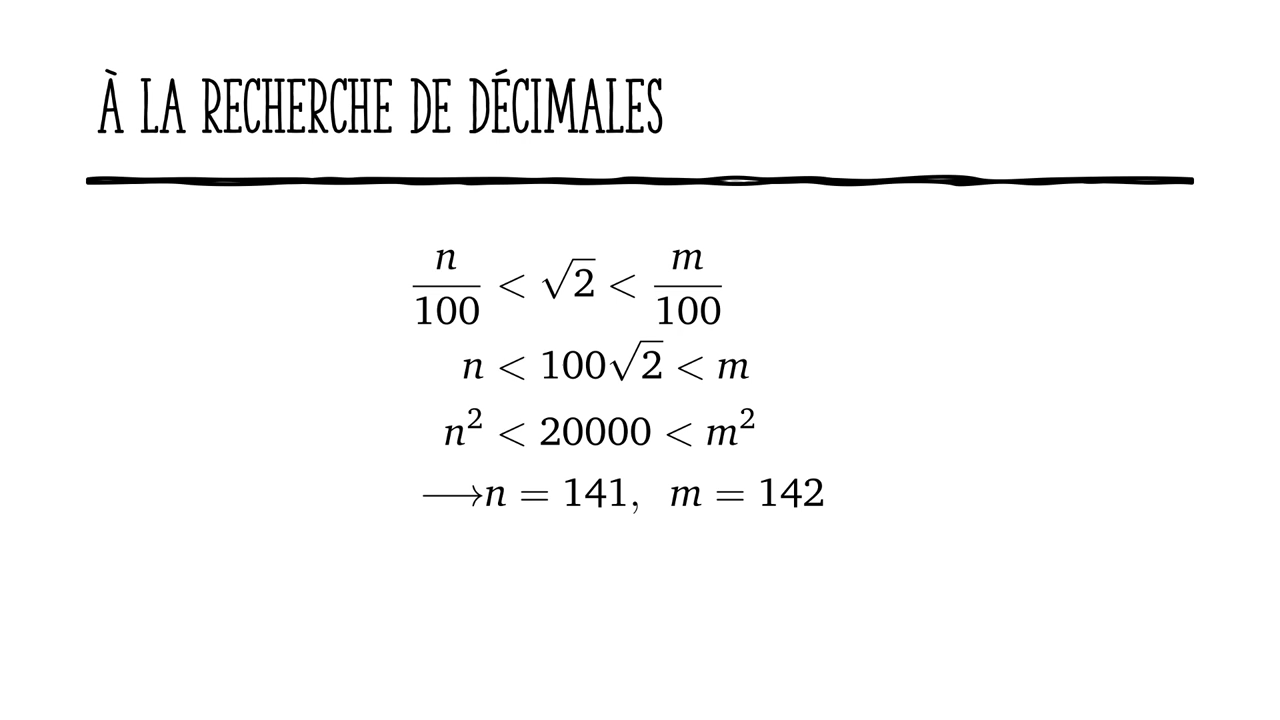 À LA RECHERCHE DE DÉCIMALES
n/100 < √2 < m/100
n < 100√2 < m
n² < 20000 < m²
⟶n = 141, m = 142